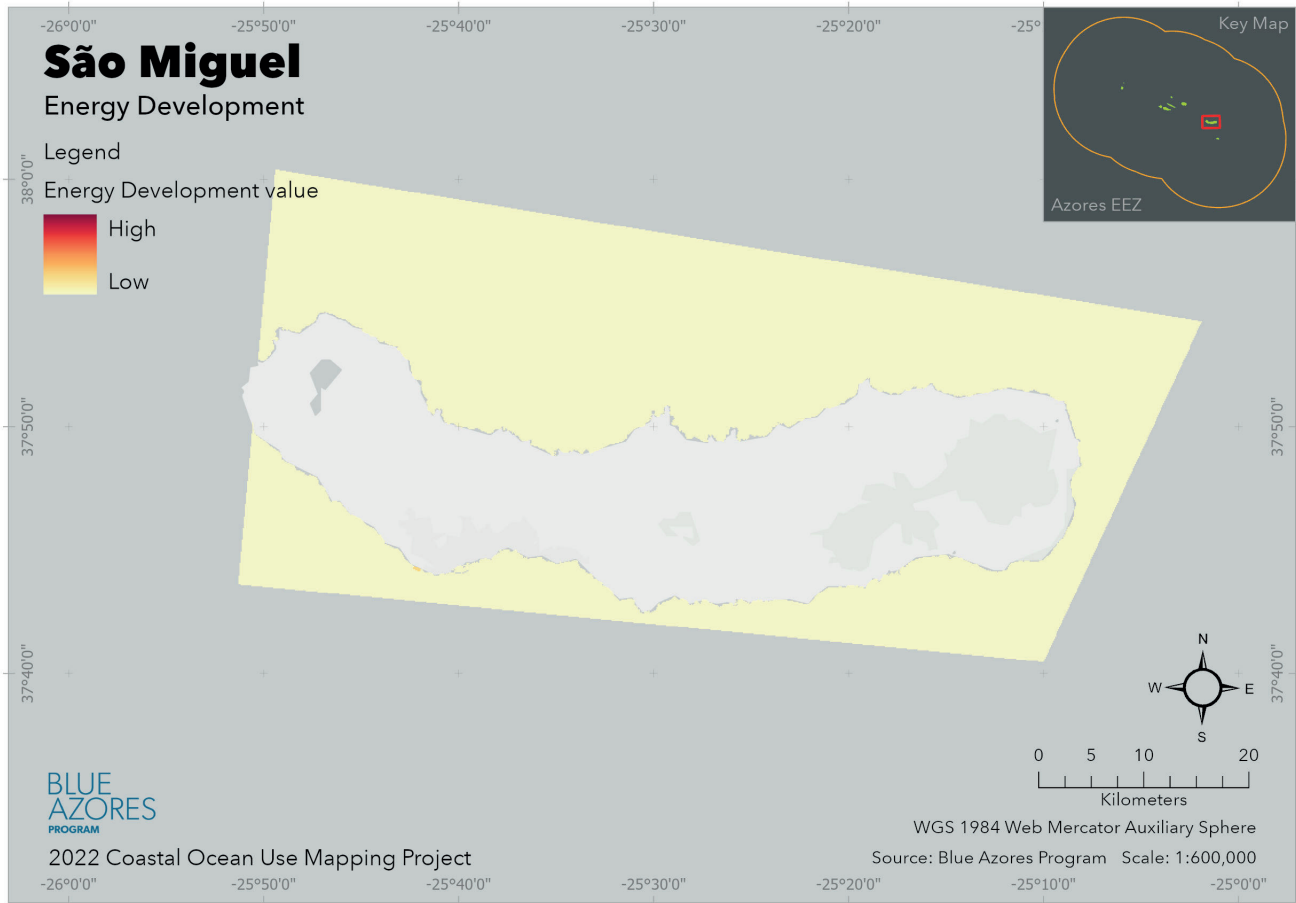 -26°0'0"
-25°50'0"
-25°40'0"
-25°30'0"
-25°20'0"
-25°
Key Map
Azores EEZ
São Miguel
Energy Development
Legend
Energy Development value
High
Low
38°0'0"
37°50'0"
37°50'0"
37°40'0"
37°40'0"
N
W
E
S
0 5 10 20
Kilometers
BLUE
AZORES
PROGRAM
2022 Coastal Ocean Use Mapping Project
WGS 1984 Web Mercator Auxiliary Sphere
Source: Blue Azores Program Scale: 1:600,000
-26°0'0"
-25°50'0"
-25°40'0"
-25°30'0"
-25°20'0"
-25°10'0"
-25°0'0"